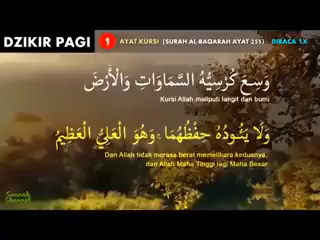 DZIKIR PAGI 1 AYAT KURSI (SURAH AL-BAQARAH AYAT 255) DIBACA 1X
وَسِعَ كُرْسِيُّهُ السَّمَاوَاتِ وَالْأَرْضَ
Kursi Allah meliputi langit dan bumi
وَلَا يَئُودُهُ حِفْظُهُمَا ۚ وَهُوَ الْعَلِيُّ الْعَظِيمُ
Dan Allah tidak merasa berat memelihara keduanya,
dan Allah Maha Tinggi lagi Maha Besar
Sunnah
Channel